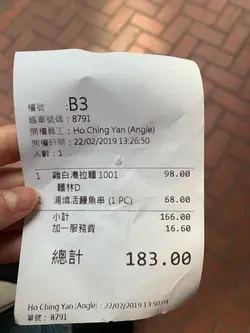 檯號 :B3
賬單號碼 : 8791
開檯員工 : Ho Ching Yan (Angle)
開檯時間 : 22/02/2019 13:26:50
人數 : 1
1 雞白湯拉麵 1001 98.00
麵林D
1 浦燒活鰻魚串 (1 PC) 68.00
小計 166.00
加一服務費 16.60
總計 183.00
Ho Ching Yan (Angle) : 22/02/2019 13:50:04
單號 : 8791